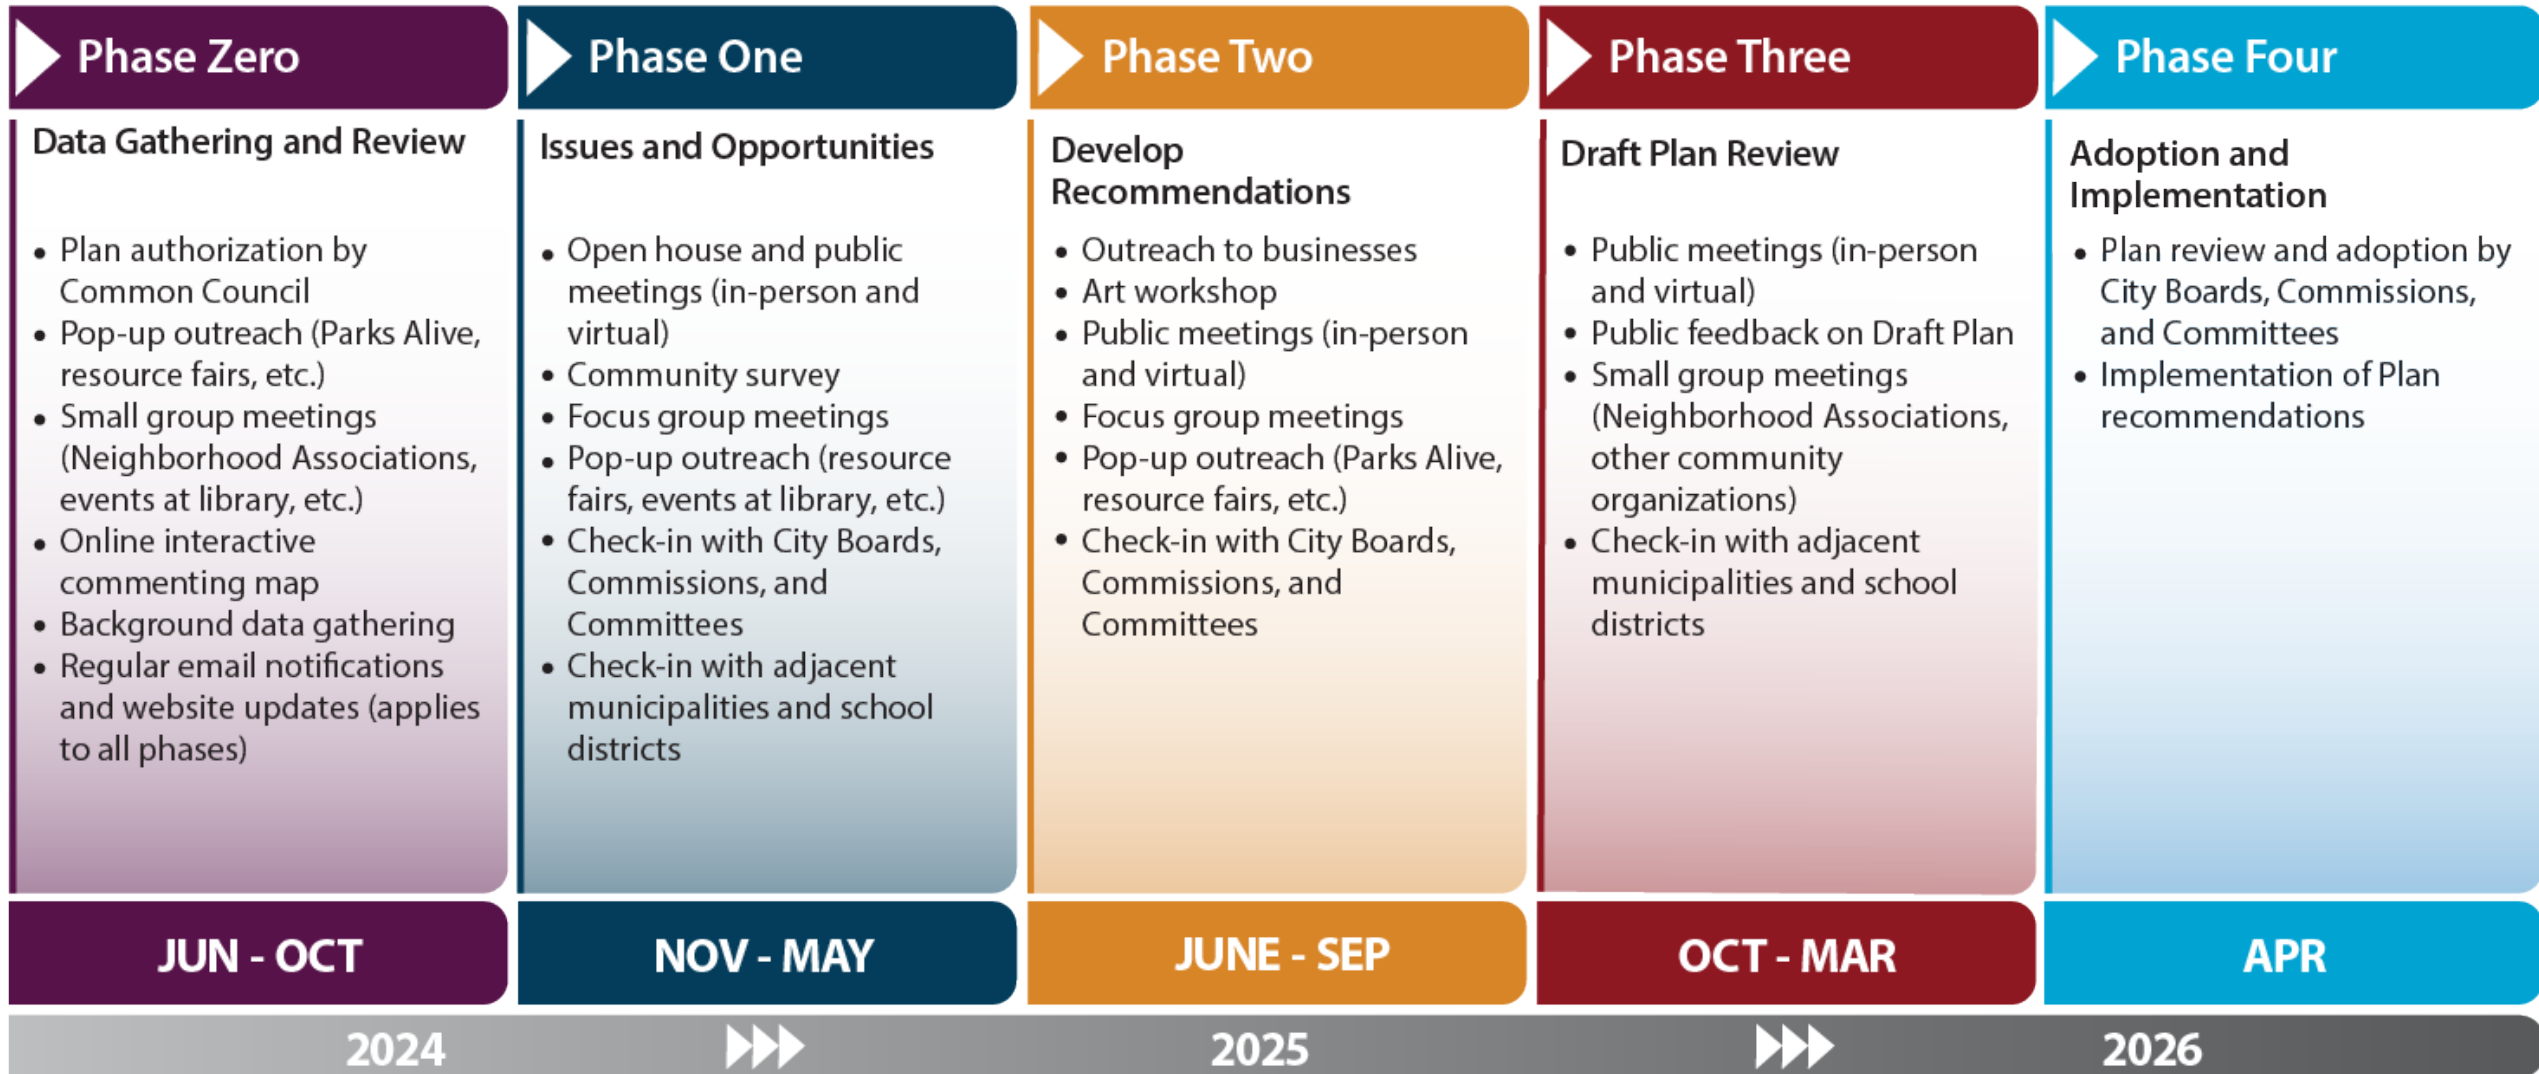 Phase Zero
Data Gathering and Review
• Plan authorization by
Common Council
• Pop-up outreach (Parks Alive,
resource fairs, etc.)
• Small group meetings
(Neighborhood Associations,
events at library, etc.)
• Online interactive
commenting map
• Background data gathering
• Regular email notifications
and website updates (applies
to all phases)
JUN - OCT
Phase One
Issues and Opportunities
• Open house and public
meetings (in-person and
virtual)
• Community survey
• Focus group meetings
• Pop-up outreach (resource
fairs, events at library, etc.)
• Check-in with City Boards,
Commissions, and
Committees
• Check-in with adjacent
municipalities and school
districts
NOV - MAY
Phase Two
Develop
Recommendations
• Outreach to businesses
• Art workshop
• Public meetings (in-person
and virtual)
• Focus group meetings
• Pop-up outreach (Parks Alive,
resource fairs, etc.)
• Check-in with City Boards,
Commissions, and
Committees
JUNE - SEP
Phase Three
Draft Plan Review
• Public meetings (in-person
and virtual)
• Public feedback on Draft Plan
• Small group meetings
(Neighborhood Associations,
other community
organizations)
• Check-in with adjacent
municipalities and school
districts
OCT - MAR
Phase Four
Adoption and
Implementation
• Plan review and adoption by
City Boards, Commissions,
and Committees
• Implementation of Plan
recommendations
APR
2024
2025
2026